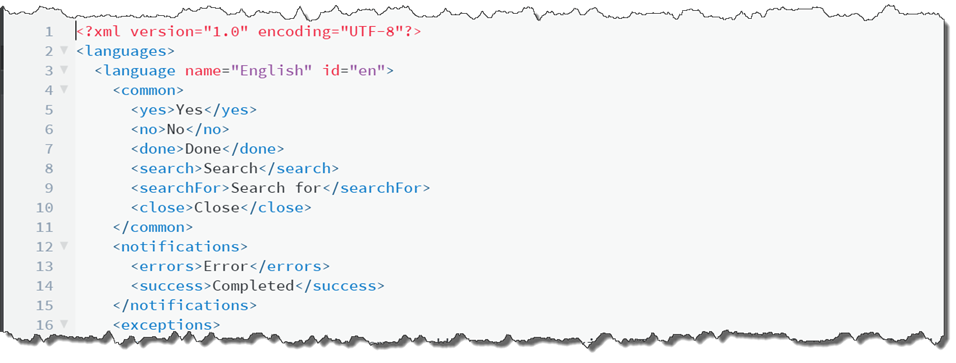 1 <?xml version="1.0" encoding="UTF-8"?>
2 <languages>
3 <language name="English" id="en">
4 <common>
5 <yes>Yes</yes>
6 <no>No</no>
7 <done>Done</done>
8 <search>Search</search>
9 <searchFor>Search for</searchFor>
10 <close>Close</close>
11 </common>
12 <notifications>
13 <errors>Error</errors>
14 <success>Completed</success>
15 </notifications>
16 <exceptions>